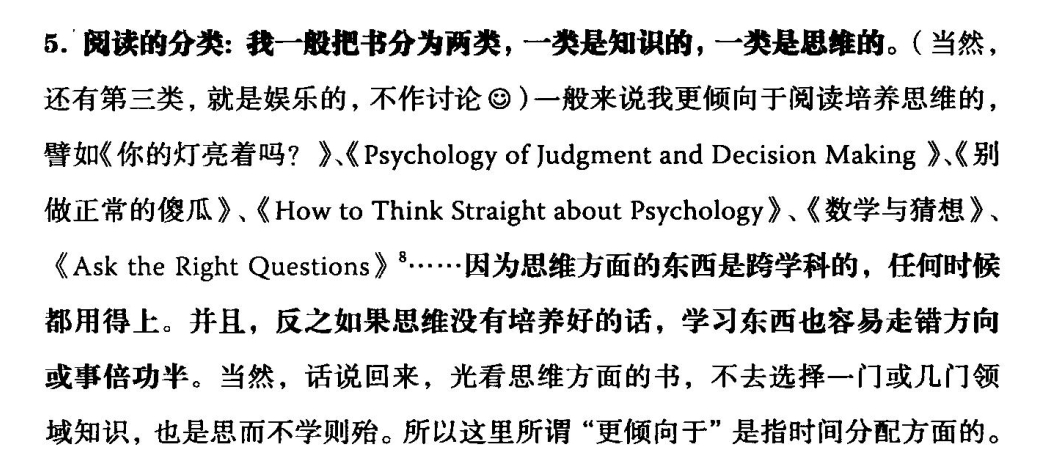 5. 阅读的分类：我一般把书分为两类，一类是知识的，一类是思维的。（当然，
还有第三类，就是娱乐的，不作讨论☺）一般来说我更倾向于阅读培养思维的，
譬如《你的灯亮着吗？》、《Psychology of Judgment and Decision Making》、《别
做正常的傻瓜》、《How to Think Straight about Psychology》、《数学与猜想》、
《Ask the Right Questions》⁸……因为思维方面的东西是跨学科的，任何时候
都用得上。并且，反之如果思维没有培养好的话，学习东西也容易走错方向
或事倍功半。当然，话说回来，光看思维方面的书，不去选择一门或几门领
域知识，也是思而不学则殆。所以这里所谓“更倾向于”是指时间分配方面的。